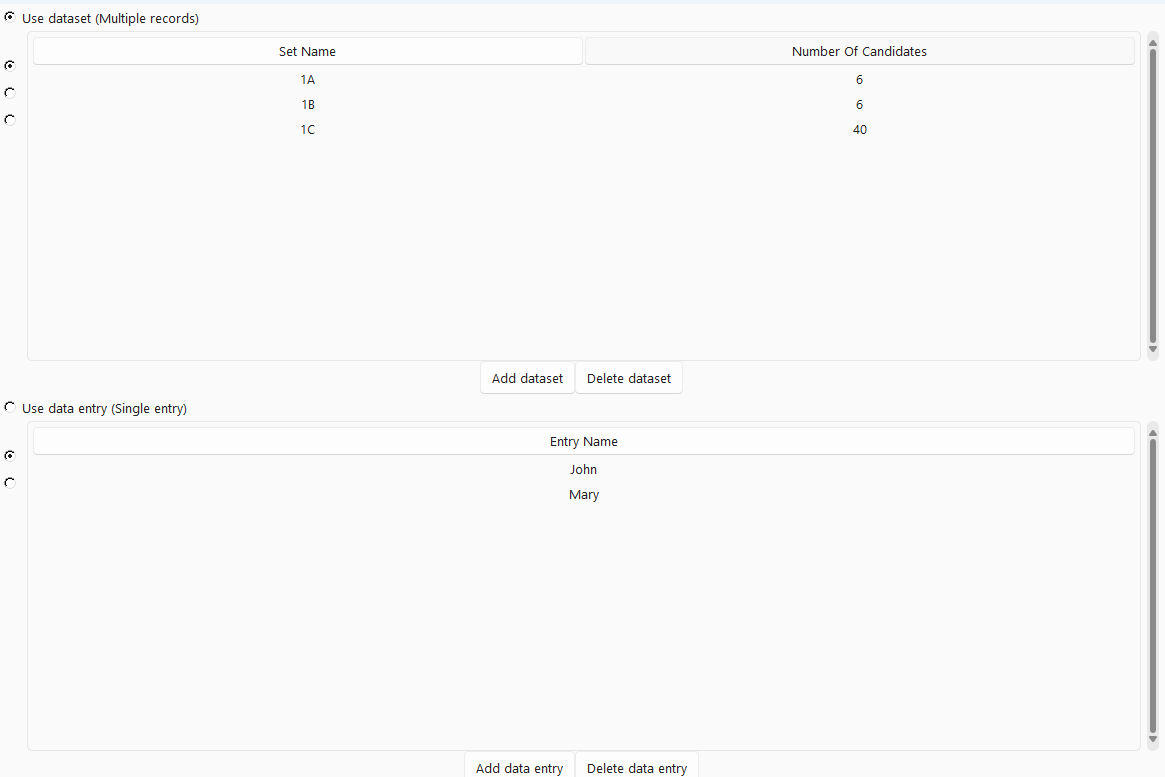 Use dataset (Multiple records)
Set Name Number Of Candidates
1A 6
1B 6
1C 40
Add dataset Delete dataset
Use data entry (Single entry)
Entry Name
John
Mary
Add data entry Delete data entry